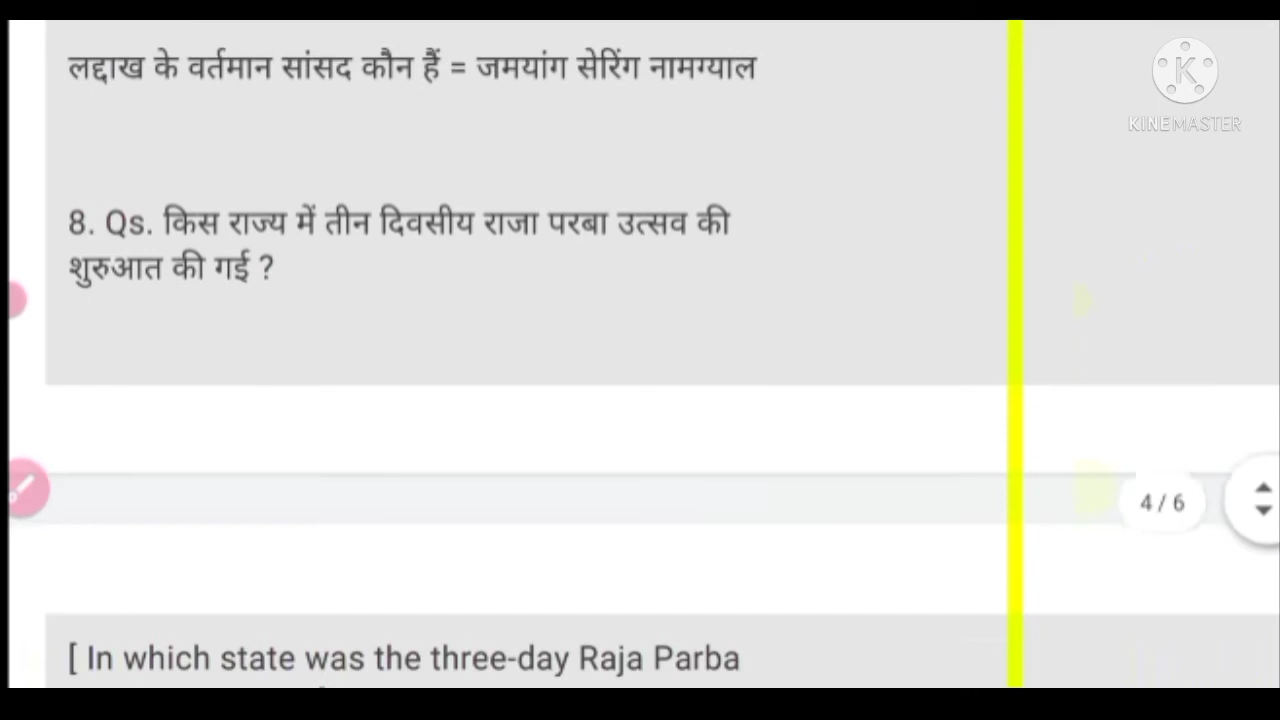 लद्दाख के वर्तमान सांसद कौन हैं = जमयांग सेरिंग नामग्याल
KINEMASTER
8. Qs. किस राज्य में तीन दिवसीय राजा परबा उत्सव की
शुरुआत की गई ?
4 / 6
[ In which state was the three-day Raja Parba